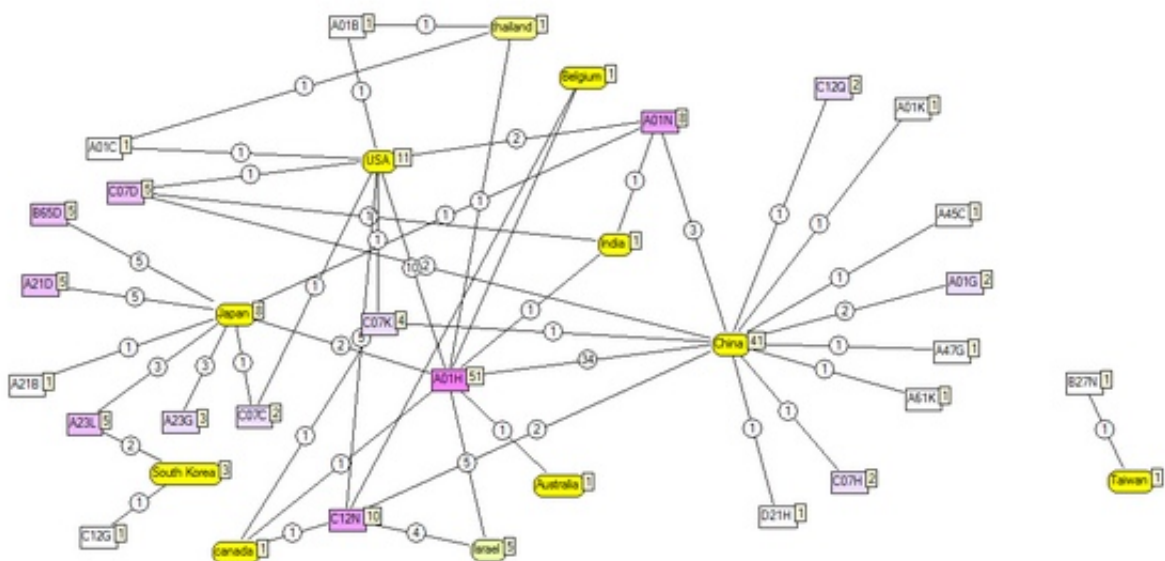 A01B 1
1
thailand 1
Belgium 1
1
1
C12Q 2
A01K 1
A01N 8
2
A01C 1
1
USA 11
1
C07D 5
1
1
B65D 5
1
1
1
1
1
A45C 1
3
India 1
1
5
10
2
1
A21D 5
5
1
A01G 2
Japan 8
1
2
C07K 4
1
China 41
1
A47G 1
2
5
34
1
A21B 1
3
3
1
A01H 51
1
A61K 1
B27N 1
A23L 5
A23G 3
C07C 2
1
1
1
2
1
1
2
South Korea 3
1
5
Australia 1
C07H 2
Taiwan 1
1
C12G 1
C12N 10
D21H 1
1
4
canada 1
Israel 5